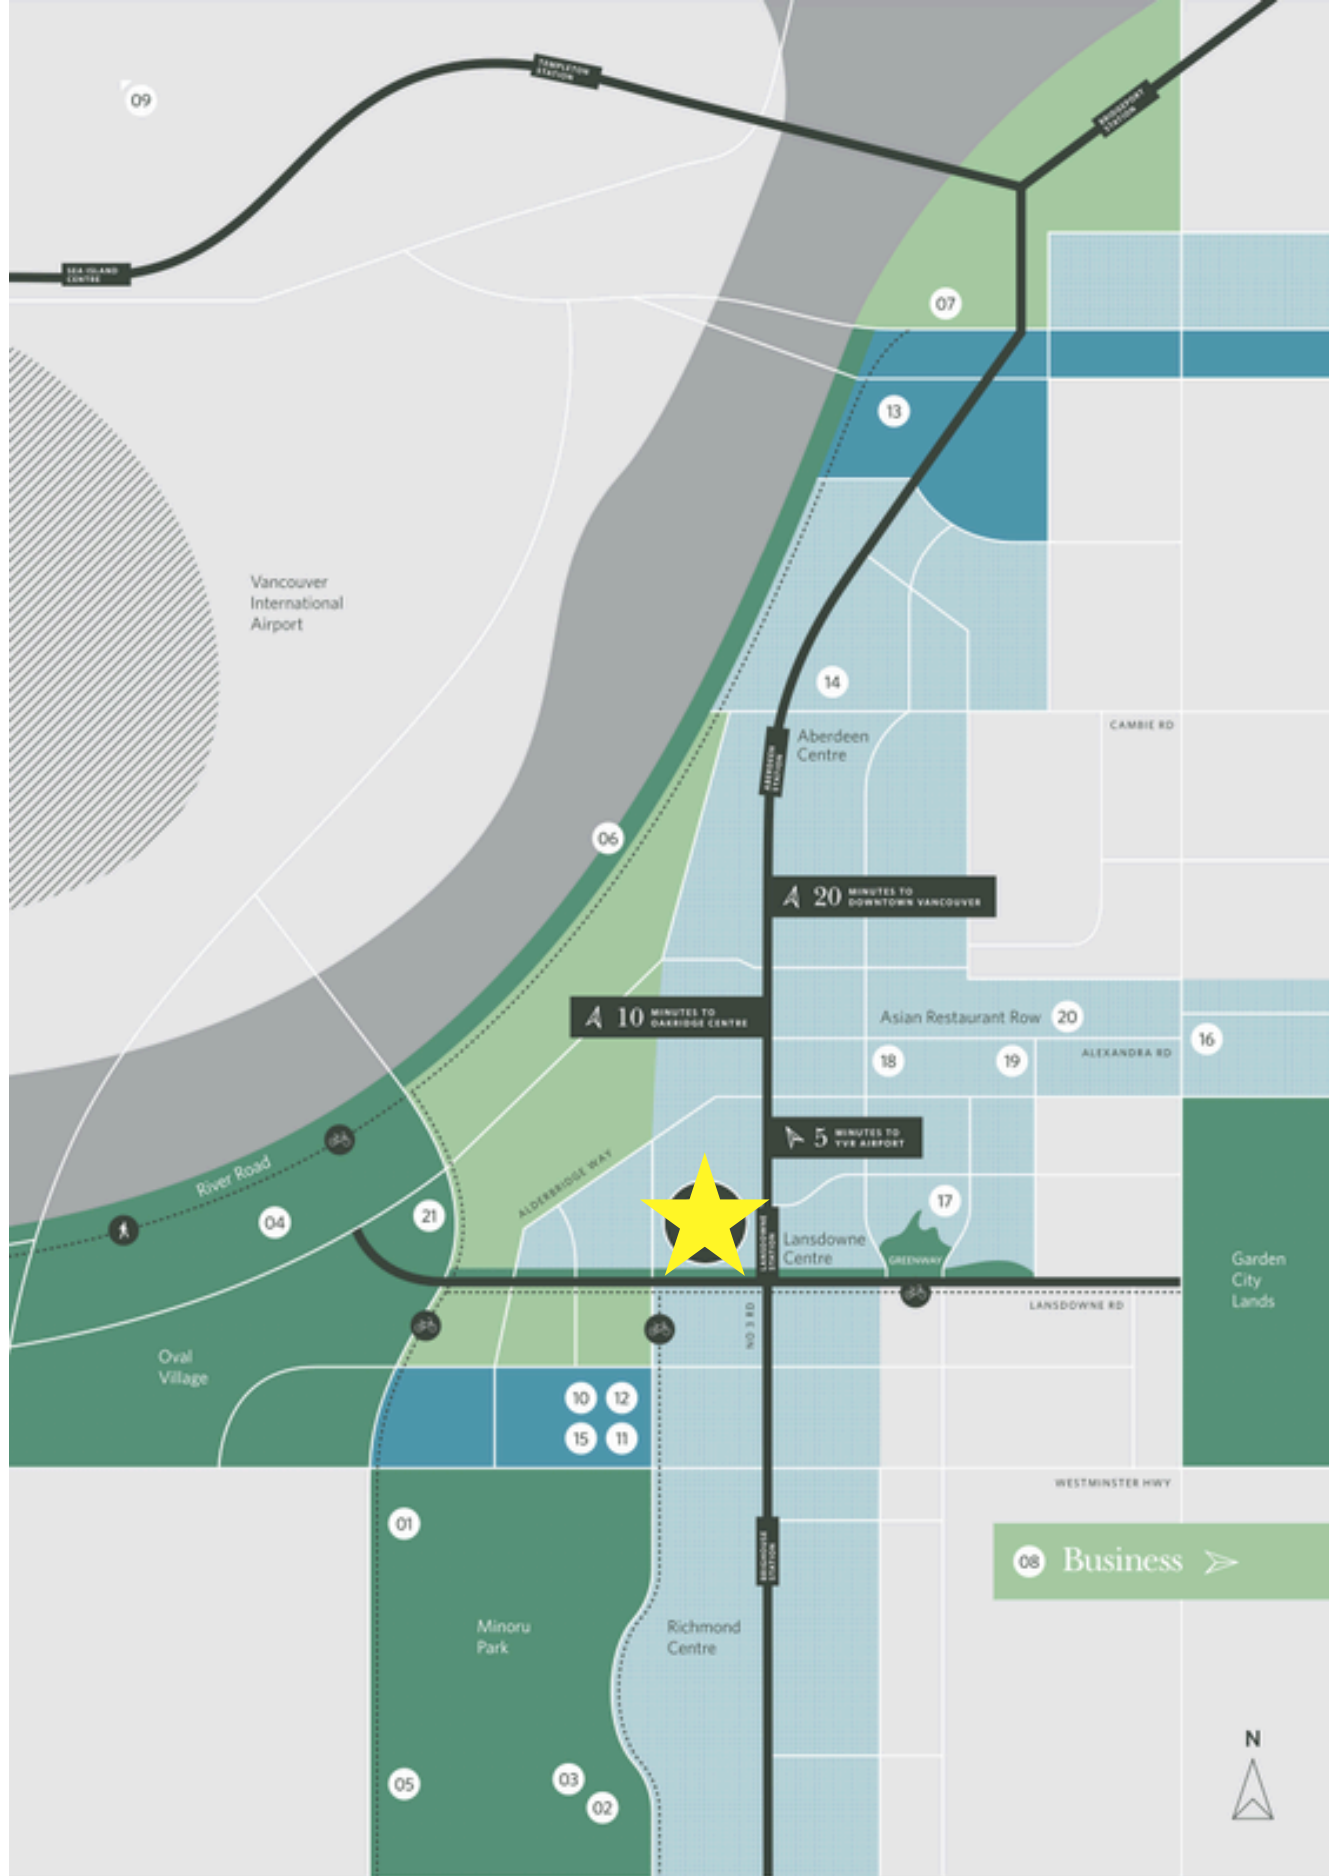 TEMPLETON
STATION
BRIDGEPORT
STATION
09
SEA ISLAND
CENTRE
07
13
Vancouver
International
Airport
14
CAMBIE RD
Aberdeen
Centre
ABERDEEN
STATION
06
20 MINUTES TO
DOWNTOWN VANCOUVER
10 MINUTES TO
OAKRIDGE CENTRE
Asian Restaurant Row 20
16
ALEXANDRA RD
18
19
5 MINUTES TO
YVR AIRPORT
River Road
ALDERBRIDGE WAY
04
21
17
LANSDOWNE
STATION
Lansdowne
Centre
GREENWAY
Garden
City
Lands
LANSDOWNE RD
NO 3 RD
Oval
Village
10 12
15 11
WESTMINSTER HWY
01
BRIGHOUSE
STATION
08 Business
Minoru
Park
Richmond
Centre
N
05
03
02